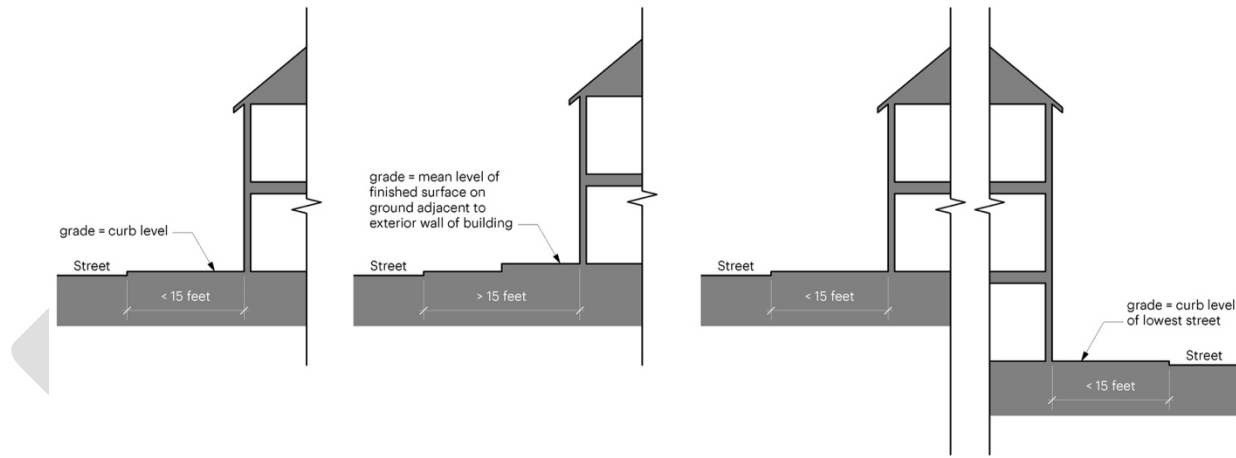 grade = curb level
Street
< 15 feet
grade = mean level of
finished surface on
ground adjacent to
exterior wall of building
Street
> 15 feet
Street
< 15 feet
grade = curb level
of lowest street
Street
< 15 feet